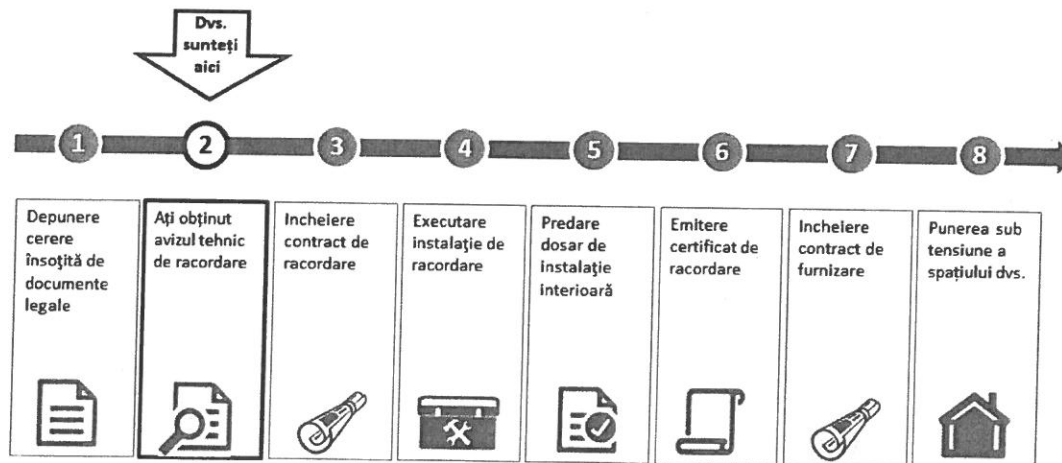 Dvs.
sunteți
aici
1
2
3
4
5
6
7
8
Depunere
cerere
însoțită de
documente
legale
Ați obținut
avizul tehnic
de racordare
Incheiere
contract de
racordare
Executare
instalație de
racordare
Predare
dosar de
instalație
interioară
Emitere
certificat de
racordare
Incheiere
contract de
furnizare
Punerea sub
tensiune a
spațiului dvs.